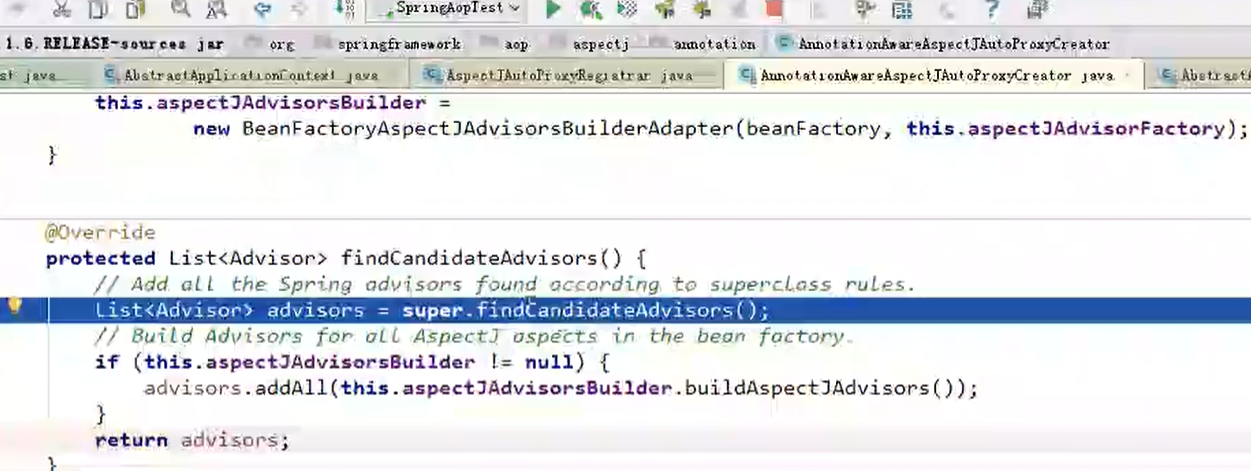 SpringAopTest
1.6.RELEASE-sources jar org springframework aop aspectj annotation AnnotationAwareAspectJAutoProxyCreator
st java AbstractApplicationContext java AspectJAutoProxyRegistrar java AnnotationAwareAspectJAutoProxyCreator java Abstract
this.aspectJAdvisorsBuilder =
new BeanFactoryAspectJAdvisorsBuilderAdapter(beanFactory, this.aspectJAdvisorFactory);
}
@Override
protected List<Advisor> findCandidateAdvisors() {
// Add all the Spring advisors found according to superclass rules.
List<Advisor> advisors = super.findCandidateAdvisors();
// Build Advisors for all AspectJ aspects in the bean factory.
if (this.aspectJAdvisorsBuilder != null) {
advisors.addAll(this.aspectJAdvisorsBuilder.buildAspectJAdvisors());
}
return advisors;
}